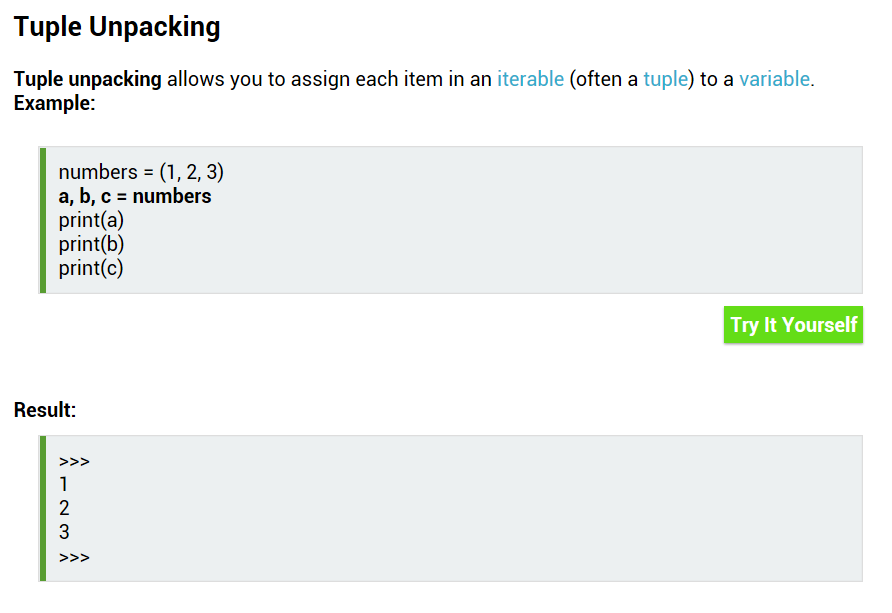 Tuple Unpacking
Tuple unpacking allows you to assign each item in an iterable (often a tuple) to a variable.
Example:
numbers = (1, 2, 3)
a, b, c = numbers
print(a)
print(b)
print(c)
Try It Yourself
Result:
>>>
1
2
3
>>>